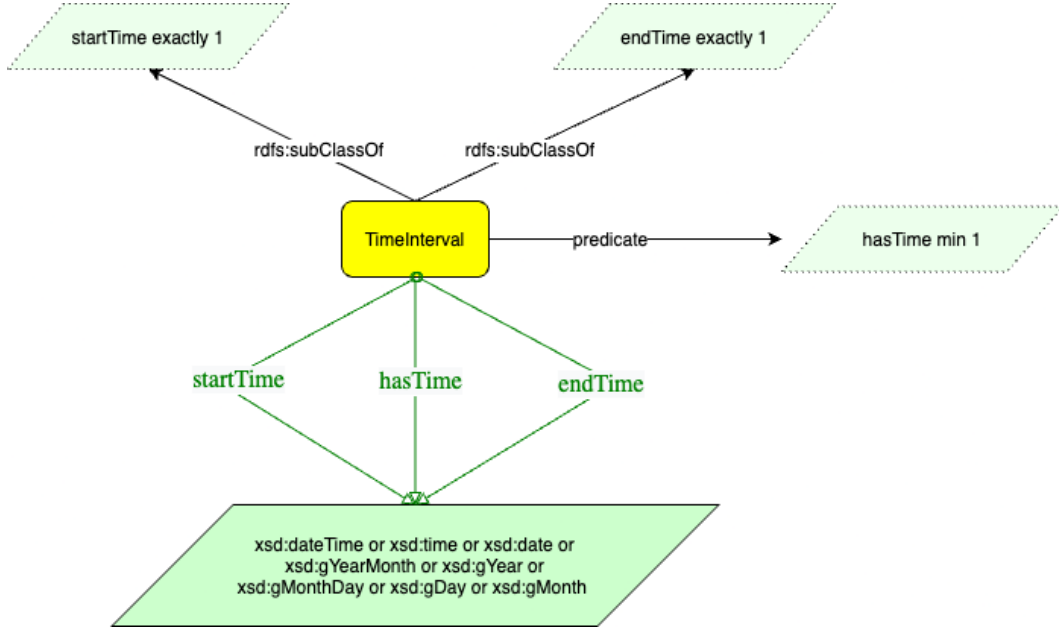 startTime exactly 1
endTime exactly 1
rdfs:subClassOf
rdfs:subClassOf
TimeInterval
predicate
hasTime min 1
startTime
hasTime
endTime
xsd:dateTime or xsd:time or xsd:date or
xsd:gYearMonth or xsd:gYear or
xsd:gMonthDay or xsd:gDay or xsd:gMonth